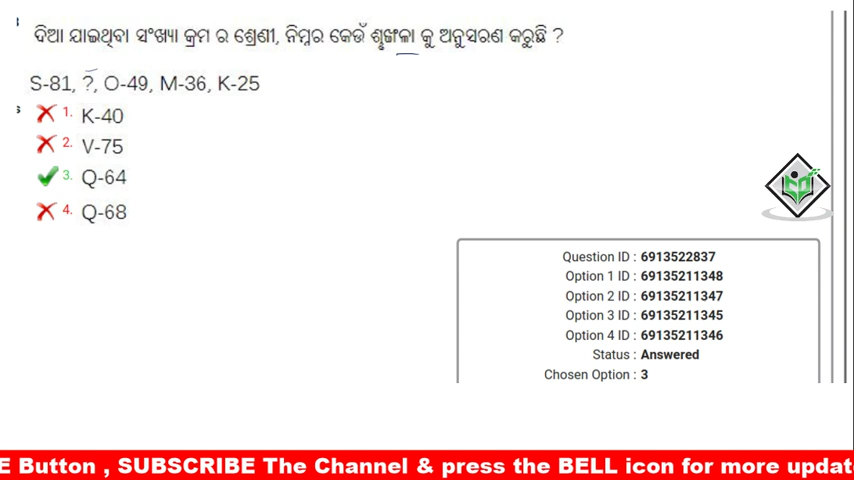 ଦିଆ ଯାଇଥିବା ସଂଖ୍ୟା କ୍ରମ ର ଶ୍ରେଣୀ, ନିମ୍ନର କେଉଁ ଶୃଙ୍ଖଳା କୁ ଅନୁସରଣ କରୁଛି ?
S-81, ?, O-49, M-36, K-25
1. K-40
2. V-75
3. Q-64
4. Q-68
Question ID : 6913522837
Option 1 ID : 69135211348
Option 2 ID : 69135211347
Option 3 ID : 69135211345
Option 4 ID : 69135211346
Status : Answered
Chosen Option : 3
E Button , SUBSCRIBE The Channel & press the BELL icon for more updat